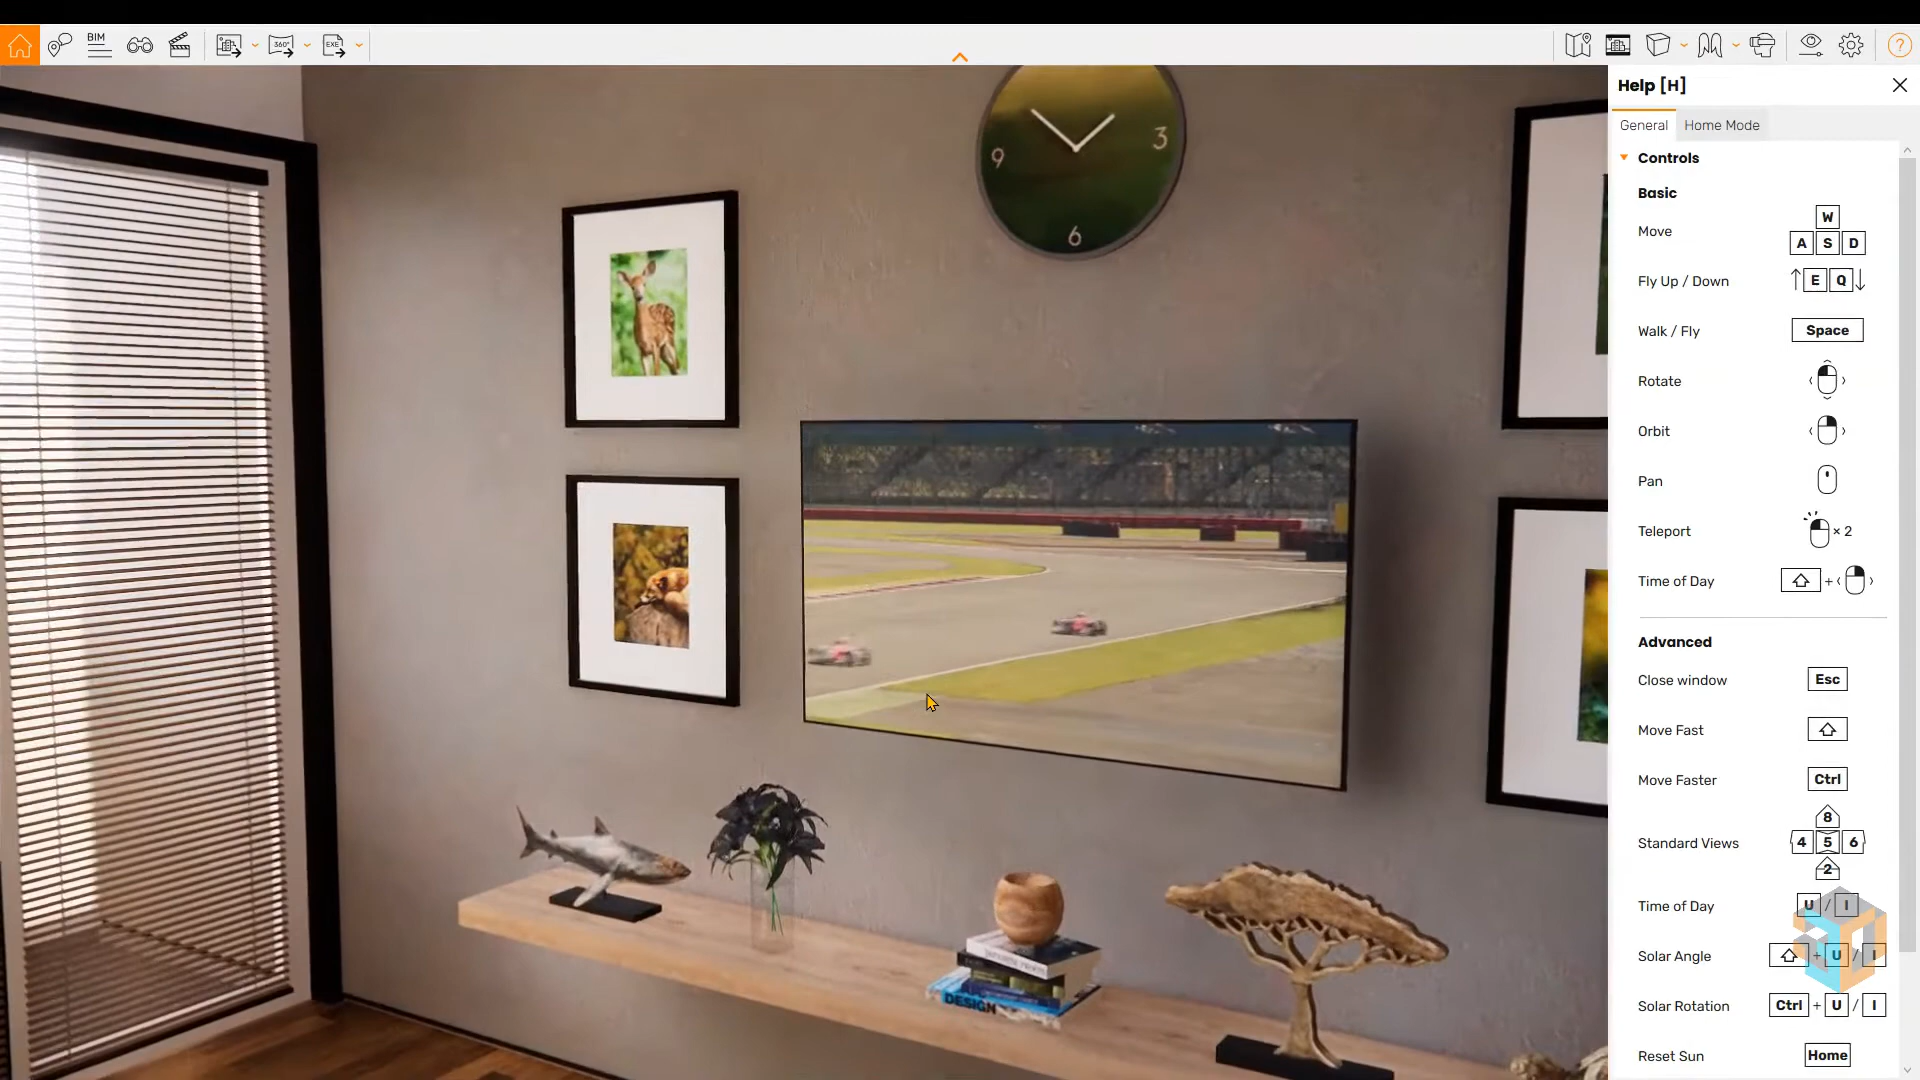 BIM
360°
EXE
?
Help [H]
General
Home Mode
Controls
Basic
Move
W
A S D
Fly Up / Down
E Q
Walk / Fly
Space
Rotate
Orbit
Pan
Teleport
× 2
Time of Day
+
Advanced
Close window
Esc
Move Fast
Move Faster
Ctrl
Standard Views
8
4 5 6
2
Time of Day
U / I
Solar Angle
+ U / I
Solar Rotation
Ctrl + U / I
Reset Sun
Home
9
3
6
DESIGN